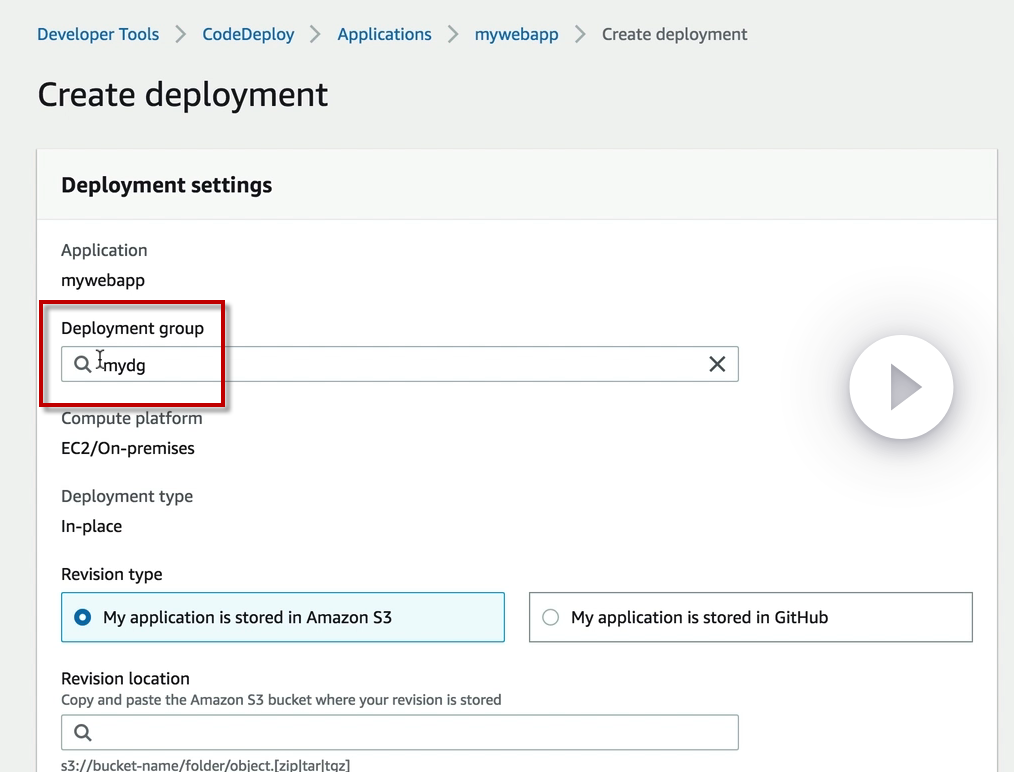 Developer Tools > CodeDeploy > Applications > mywebapp > Create deployment
Create deployment
Deployment settings
Application
mywebapp
Deployment group
mydg
Compute platform
EC2/On-premises
Deployment type
In-place
Revision type
My application is stored in Amazon S3
My application is stored in GitHub
Revision location
Copy and paste the Amazon S3 bucket where your revision is stored
s3://bucket-name/folder/object.[zip|tar|tgz]